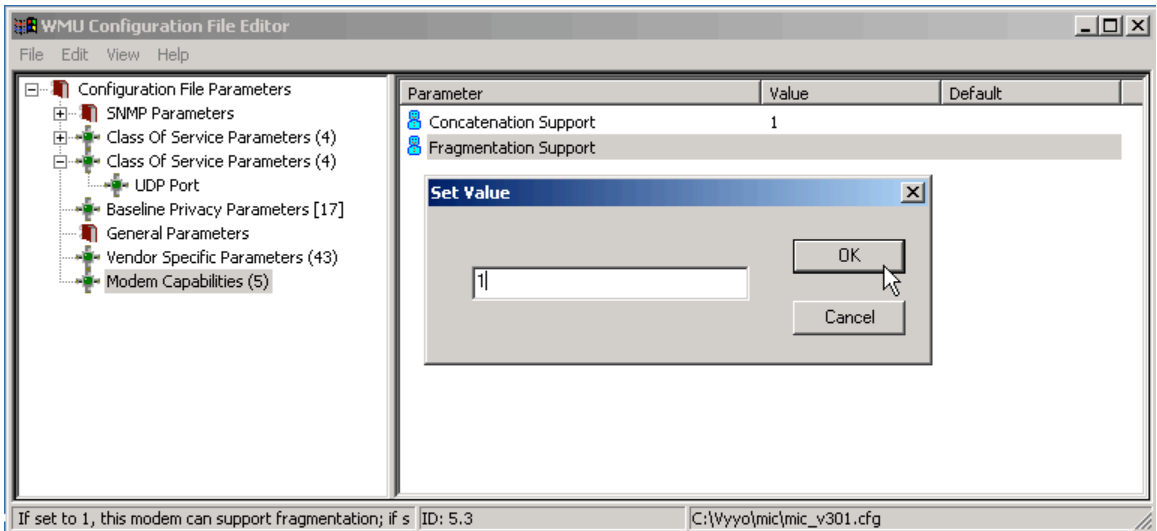 WMU Configuration File Editor
File Edit View Help
Configuration File Parameters
SNMP Parameters
Class Of Service Parameters (4)
Class Of Service Parameters (4)
UDP Port
Baseline Privacy Parameters [17]
General Parameters
Vendor Specific Parameters (43)
Modem Capabilities (5)
Parameter Value Default
Concatenation Support 1
Fragmentation Support
Set Value
1
OK
Cancel
If set to 1, this modem can support fragmentation; if s ID: 5.3 C:\Vyyo\mic\mic_v301.cfg